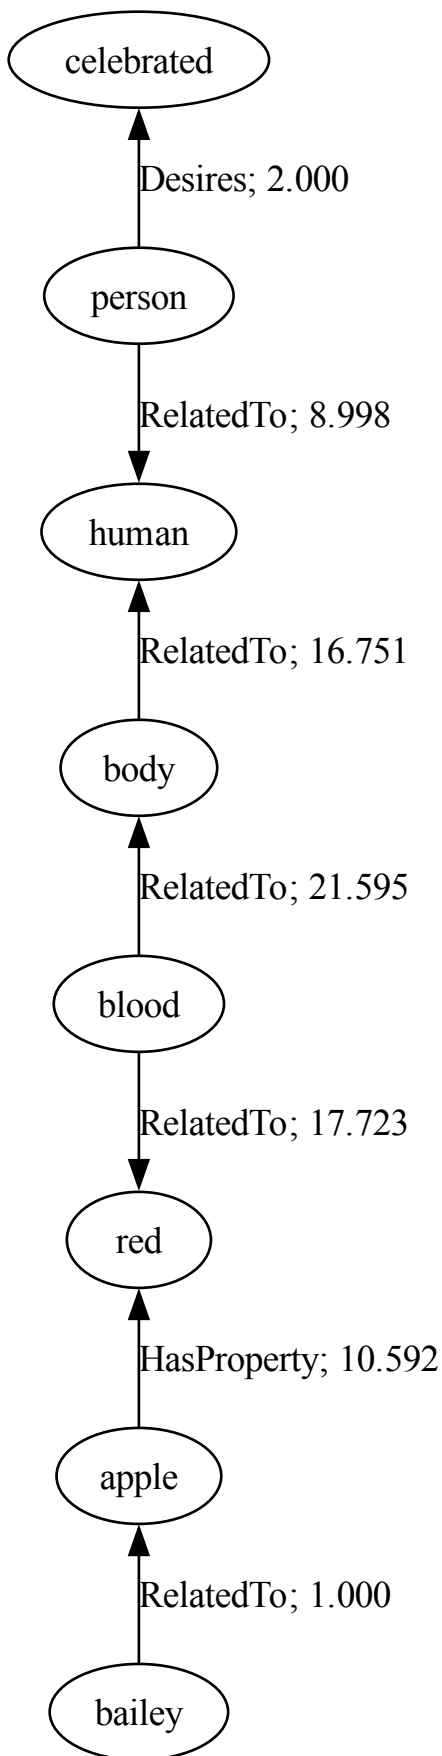 celebrated
Desires; 2.000
person
RelatedTo; 8.998
human
RelatedTo; 16.751
body
RelatedTo; 21.595
blood
RelatedTo; 17.723
red
HasProperty; 10.592
apple
RelatedTo; 1.000
bailey